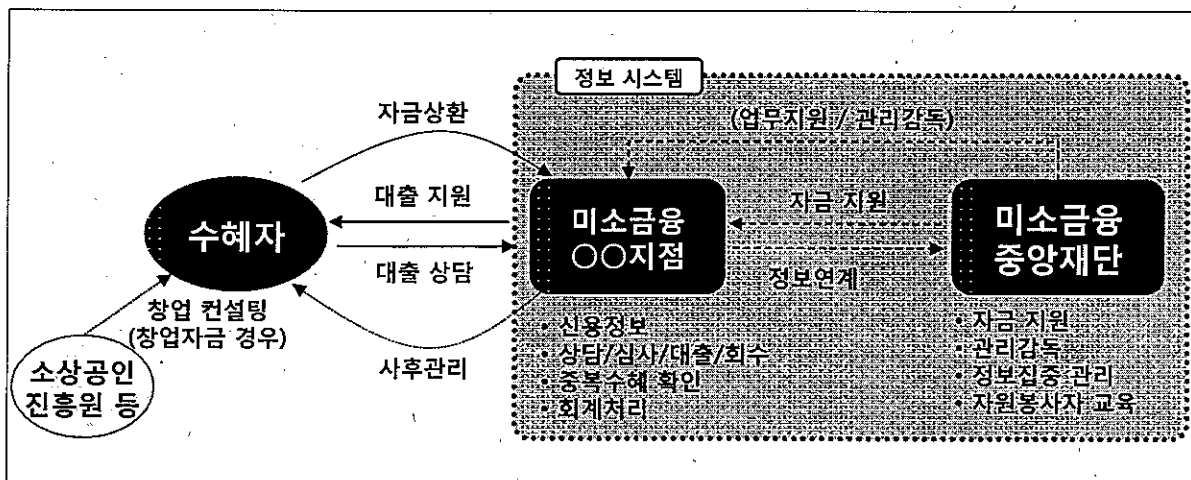 정보 시스템
자금상환
(업무지원 / 관리감독)
대출 지원
자금 지원
수혜자
미소금융
○○지점
미소금융
중앙재단
대출 상담
정보연계
창업 컨설팅
(창업자금 경우)
사후관리
소상공인
진흥원 등
• 신용정보
• 상담/심사/대출/회수
• 중복수혜 확인
• 회계처리
• 자금 지원
• 관리감독
• 정보집중 관리
• 자원봉사자 교육